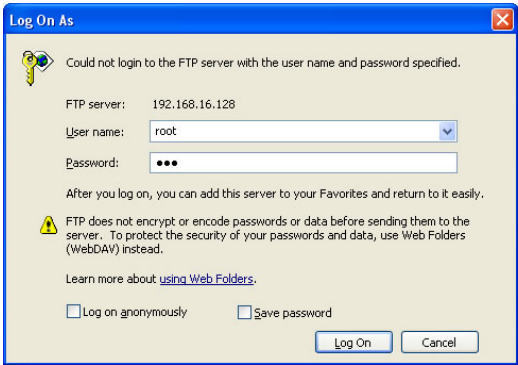 Log On As
Could not login to the FTP server with the user name and password specified.
FTP server: 192.168.16.128
User name: root
Password: ●●●
After you log on, you can add this server to your Favorites and return to it easily.
FTP does not encrypt or encode passwords or data before sending them to the
server. To protect the security of your passwords and data, use Web Folders
(WebDAV) instead.
Learn more about using Web Folders.
Log on anonymously Save password
Log On Cancel